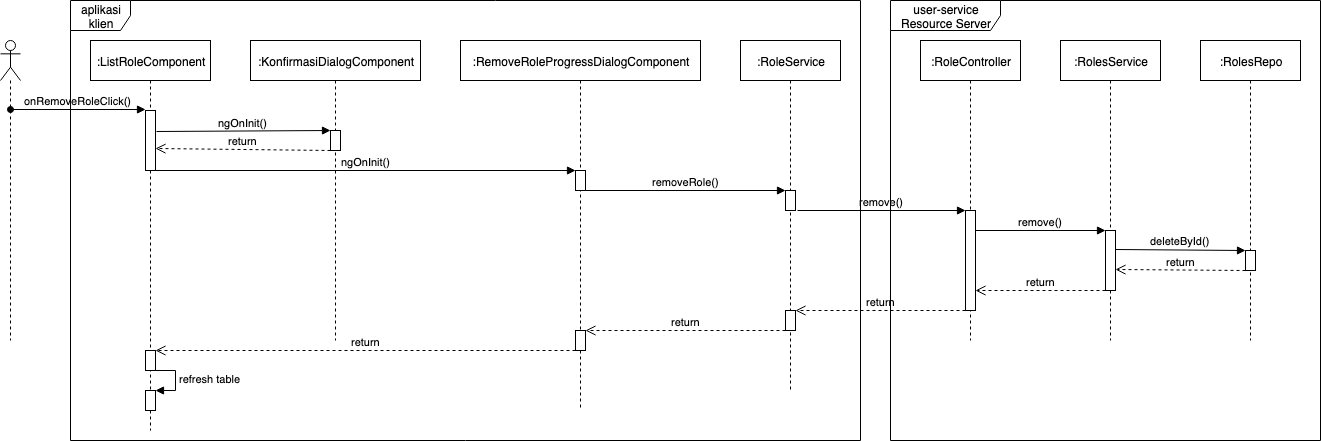 aplikasi
klien
user-service
Resource Server
:ListRoleComponent
:KonfirmasiDialogComponent
:RemoveRoleProgressDialogComponent
:RoleService
:RoleController
:RolesService
:RolesRepo
onRemoveRoleClick()
ngOnInit()
return
ngOnInit()
removeRole()
remove()
remove()
deleteById()
return
return
return
return
return
refresh table